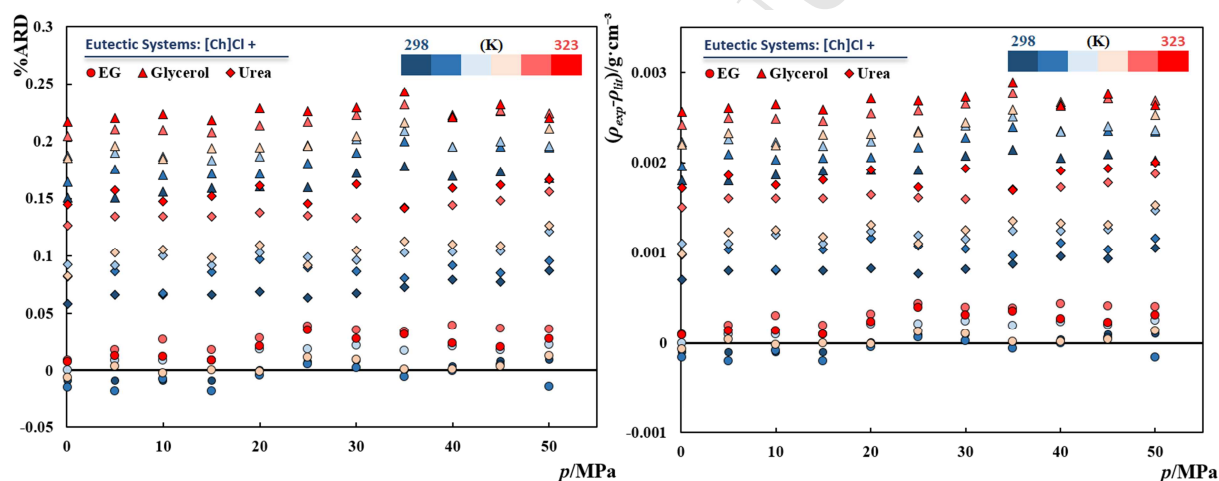 %ARD
0.3
0.25
0.2
0.15
0.1
0.05
0
-0.05
Eutectic Systems: [Ch]Cl +
EG Glycerol Urea
298 (K) 323
0 10 20 30 40 50
p/MPa
(ρexp-ρlit)/g·cm⁻³
0.003
0.002
0.001
0
-0.001
Eutectic Systems: [Ch]Cl +
EG Glycerol Urea
298 (K) 323
0 10 20 30 40 50
p/MPa